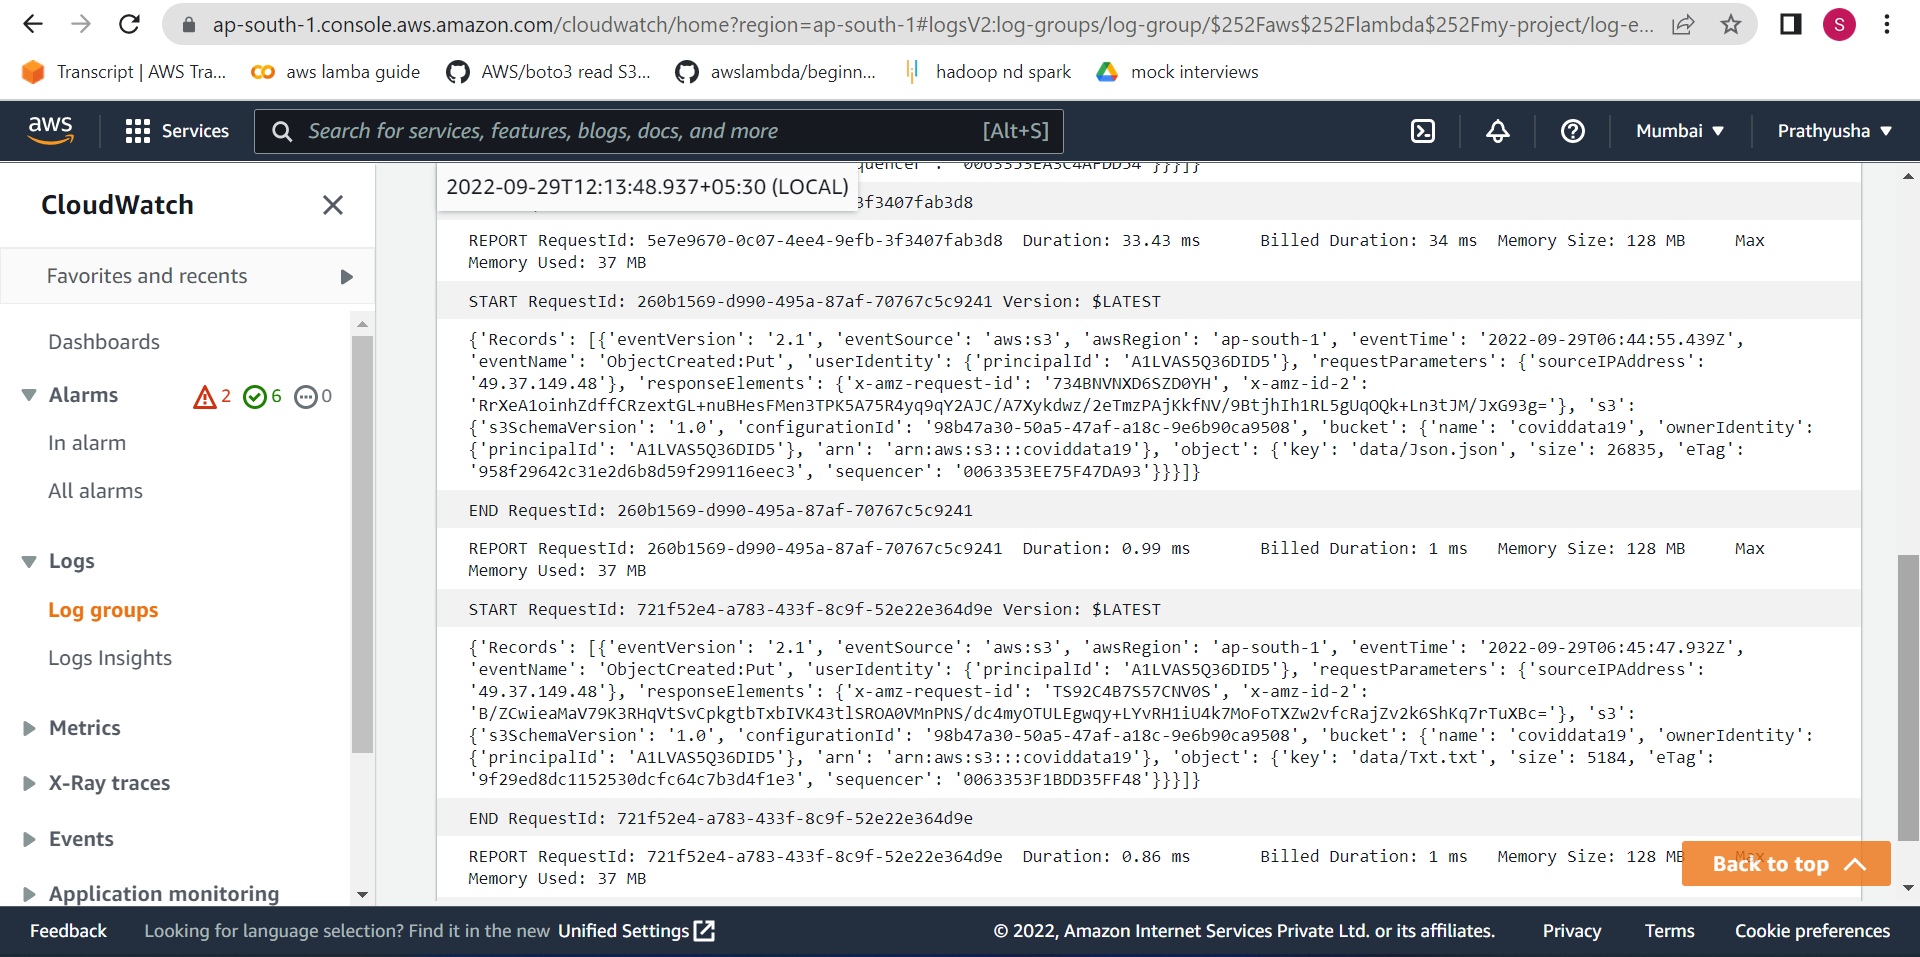 ap-south-1.console.aws.amazon.com/cloudwatch/home?region=ap-south-1#logsV2:log-groups/log-group/$252Faws$252Flambda$252Fmy-project/log-e...
S
Transcript | AWS Tra...
aws lamba guide
AWS/boto3 read S3...
awslambda/beginn...
hadoop nd spark
mock interviews
aws
Services
Search for services, features, blogs, docs, and more
[Alt+S]
Mumbai
Prathyusha
CloudWatch
Favorites and recents
Dashboards
Alarms 2 6 0
In alarm
All alarms
Logs
Log groups
Logs Insights
Metrics
X-Ray traces
Events
Application monitoring
2022-09-29T12:13:48.937+05:30 (LOCAL)
3f3407fab3d8
REPORT RequestId: 5e7e9670-0c07-4ee4-9efb-3f3407fab3d8 Duration: 33.43 ms Billed Duration: 34 ms Memory Size: 128 MB Max
Memory Used: 37 MB
START RequestId: 260b1569-d990-495a-87af-70767c5c9241 Version: $LATEST
{'Records': [{'eventVersion': '2.1', 'eventSource': 'aws:s3', 'awsRegion': 'ap-south-1', 'eventTime': '2022-09-29T06:44:55.439Z',
'eventName': 'ObjectCreated:Put', 'userIdentity': {'principalId': 'A1LVAS5Q36DID5'}, 'requestParameters': {'sourceIPAddress':
'49.37.149.48'}, 'responseElements': {'x-amz-request-id': '734BNVNXD6SZD0YH', 'x-amz-id-2':
'RrXeA1oinhZdffCRzextGL+nuBHesFMen3TPK5A75R4yq9qY2AJC/A7Xykdwz/2eTmzPAjKkfNV/9BtjhIh1RL5gUqOQk+Ln3tJM/JxG93g='}, 's3':
{'s3SchemaVersion': '1.0', 'configurationId': '98b47a30-50a5-47af-a18c-9e6b90ca9508', 'bucket': {'name': 'coviddata19', 'ownerIdentity':
{'principalId': 'A1LVAS5Q36DID5'}, 'arn': 'arn:aws:s3:::coviddata19'}, 'object': {'key': 'data/Json.json', 'size': 26835, 'eTag':
'958f29642c31e2d6b8d59f299116eec3', 'sequencer': '0063353EE75F47DA93'}}}]}
END RequestId: 260b1569-d990-495a-87af-70767c5c9241
REPORT RequestId: 260b1569-d990-495a-87af-70767c5c9241 Duration: 0.99 ms Billed Duration: 1 ms Memory Size: 128 MB Max
Memory Used: 37 MB
START RequestId: 721f52e4-a783-433f-8c9f-52e22e364d9e Version: $LATEST
{'Records': [{'eventVersion': '2.1', 'eventSource': 'aws:s3', 'awsRegion': 'ap-south-1', 'eventTime': '2022-09-29T06:45:47.932Z',
'eventName': 'ObjectCreated:Put', 'userIdentity': {'principalId': 'A1LVAS5Q36DID5'}, 'requestParameters': {'sourceIPAddress':
'49.37.149.48'}, 'responseElements': {'x-amz-request-id': 'TS92C4B7S57CNV0S', 'x-amz-id-2':
'B/ZCwieaMaV79K3RHqVtSvCpkgtbTxbIVK43tlSROA0VMnPNS/dc4myOTULEgwqy+LYvRH1iU4k7MoFoTXZw2vfcRajZv2k6ShKq7rTuXBc='}, 's3':
{'s3SchemaVersion': '1.0', 'configurationId': '98b47a30-50a5-47af-a18c-9e6b90ca9508', 'bucket': {'name': 'coviddata19', 'ownerIdentity':
{'principalId': 'A1LVAS5Q36DID5'}, 'arn': 'arn:aws:s3:::coviddata19'}, 'object': {'key': 'data/Txt.txt', 'size': 5184, 'eTag':
'9f29ed8dc1152530dcfc64c7b3d4f1e3', 'sequencer': '0063353F1BDD35FF48'}}}]}
END RequestId: 721f52e4-a783-433f-8c9f-52e22e364d9e
REPORT RequestId: 721f52e4-a783-433f-8c9f-52e22e364d9e Duration: 0.86 ms Billed Duration: 1 ms Memory Size: 128 MB Max
Memory Used: 37 MB
Back to top
Feedback
Looking for language selection? Find it in the new Unified Settings
© 2022, Amazon Internet Services Private Ltd. or its affiliates.
Privacy
Terms
Cookie preferences